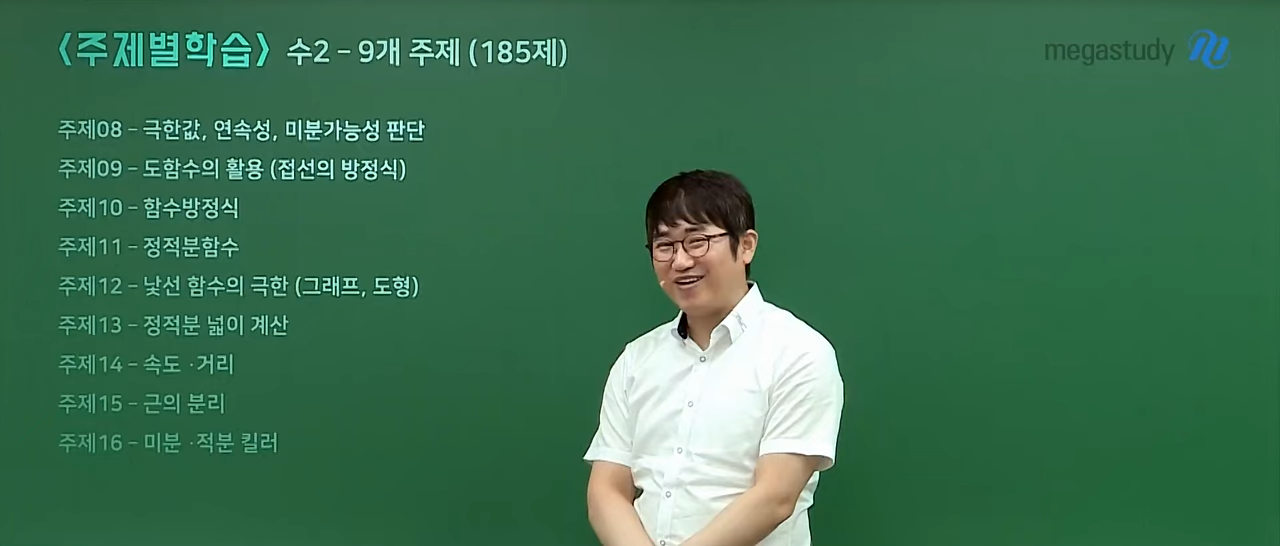 <주제별학습> 수2 - 9개 주제 (185제)
megastudy
주제08 - 극한값, 연속성, 미분가능성 판단
주제09 - 도함수의 활용 (접선의 방정식)
주제10 - 함수방정식
주제11 - 정적분함수
주제12 - 낯선 함수의 극한 (그래프, 도형)
주제13 - 정적분 넓이 계산
주제14 - 속도 ·거리
주제15 - 근의 분리
주제16 - 미분 ·적분 킬러